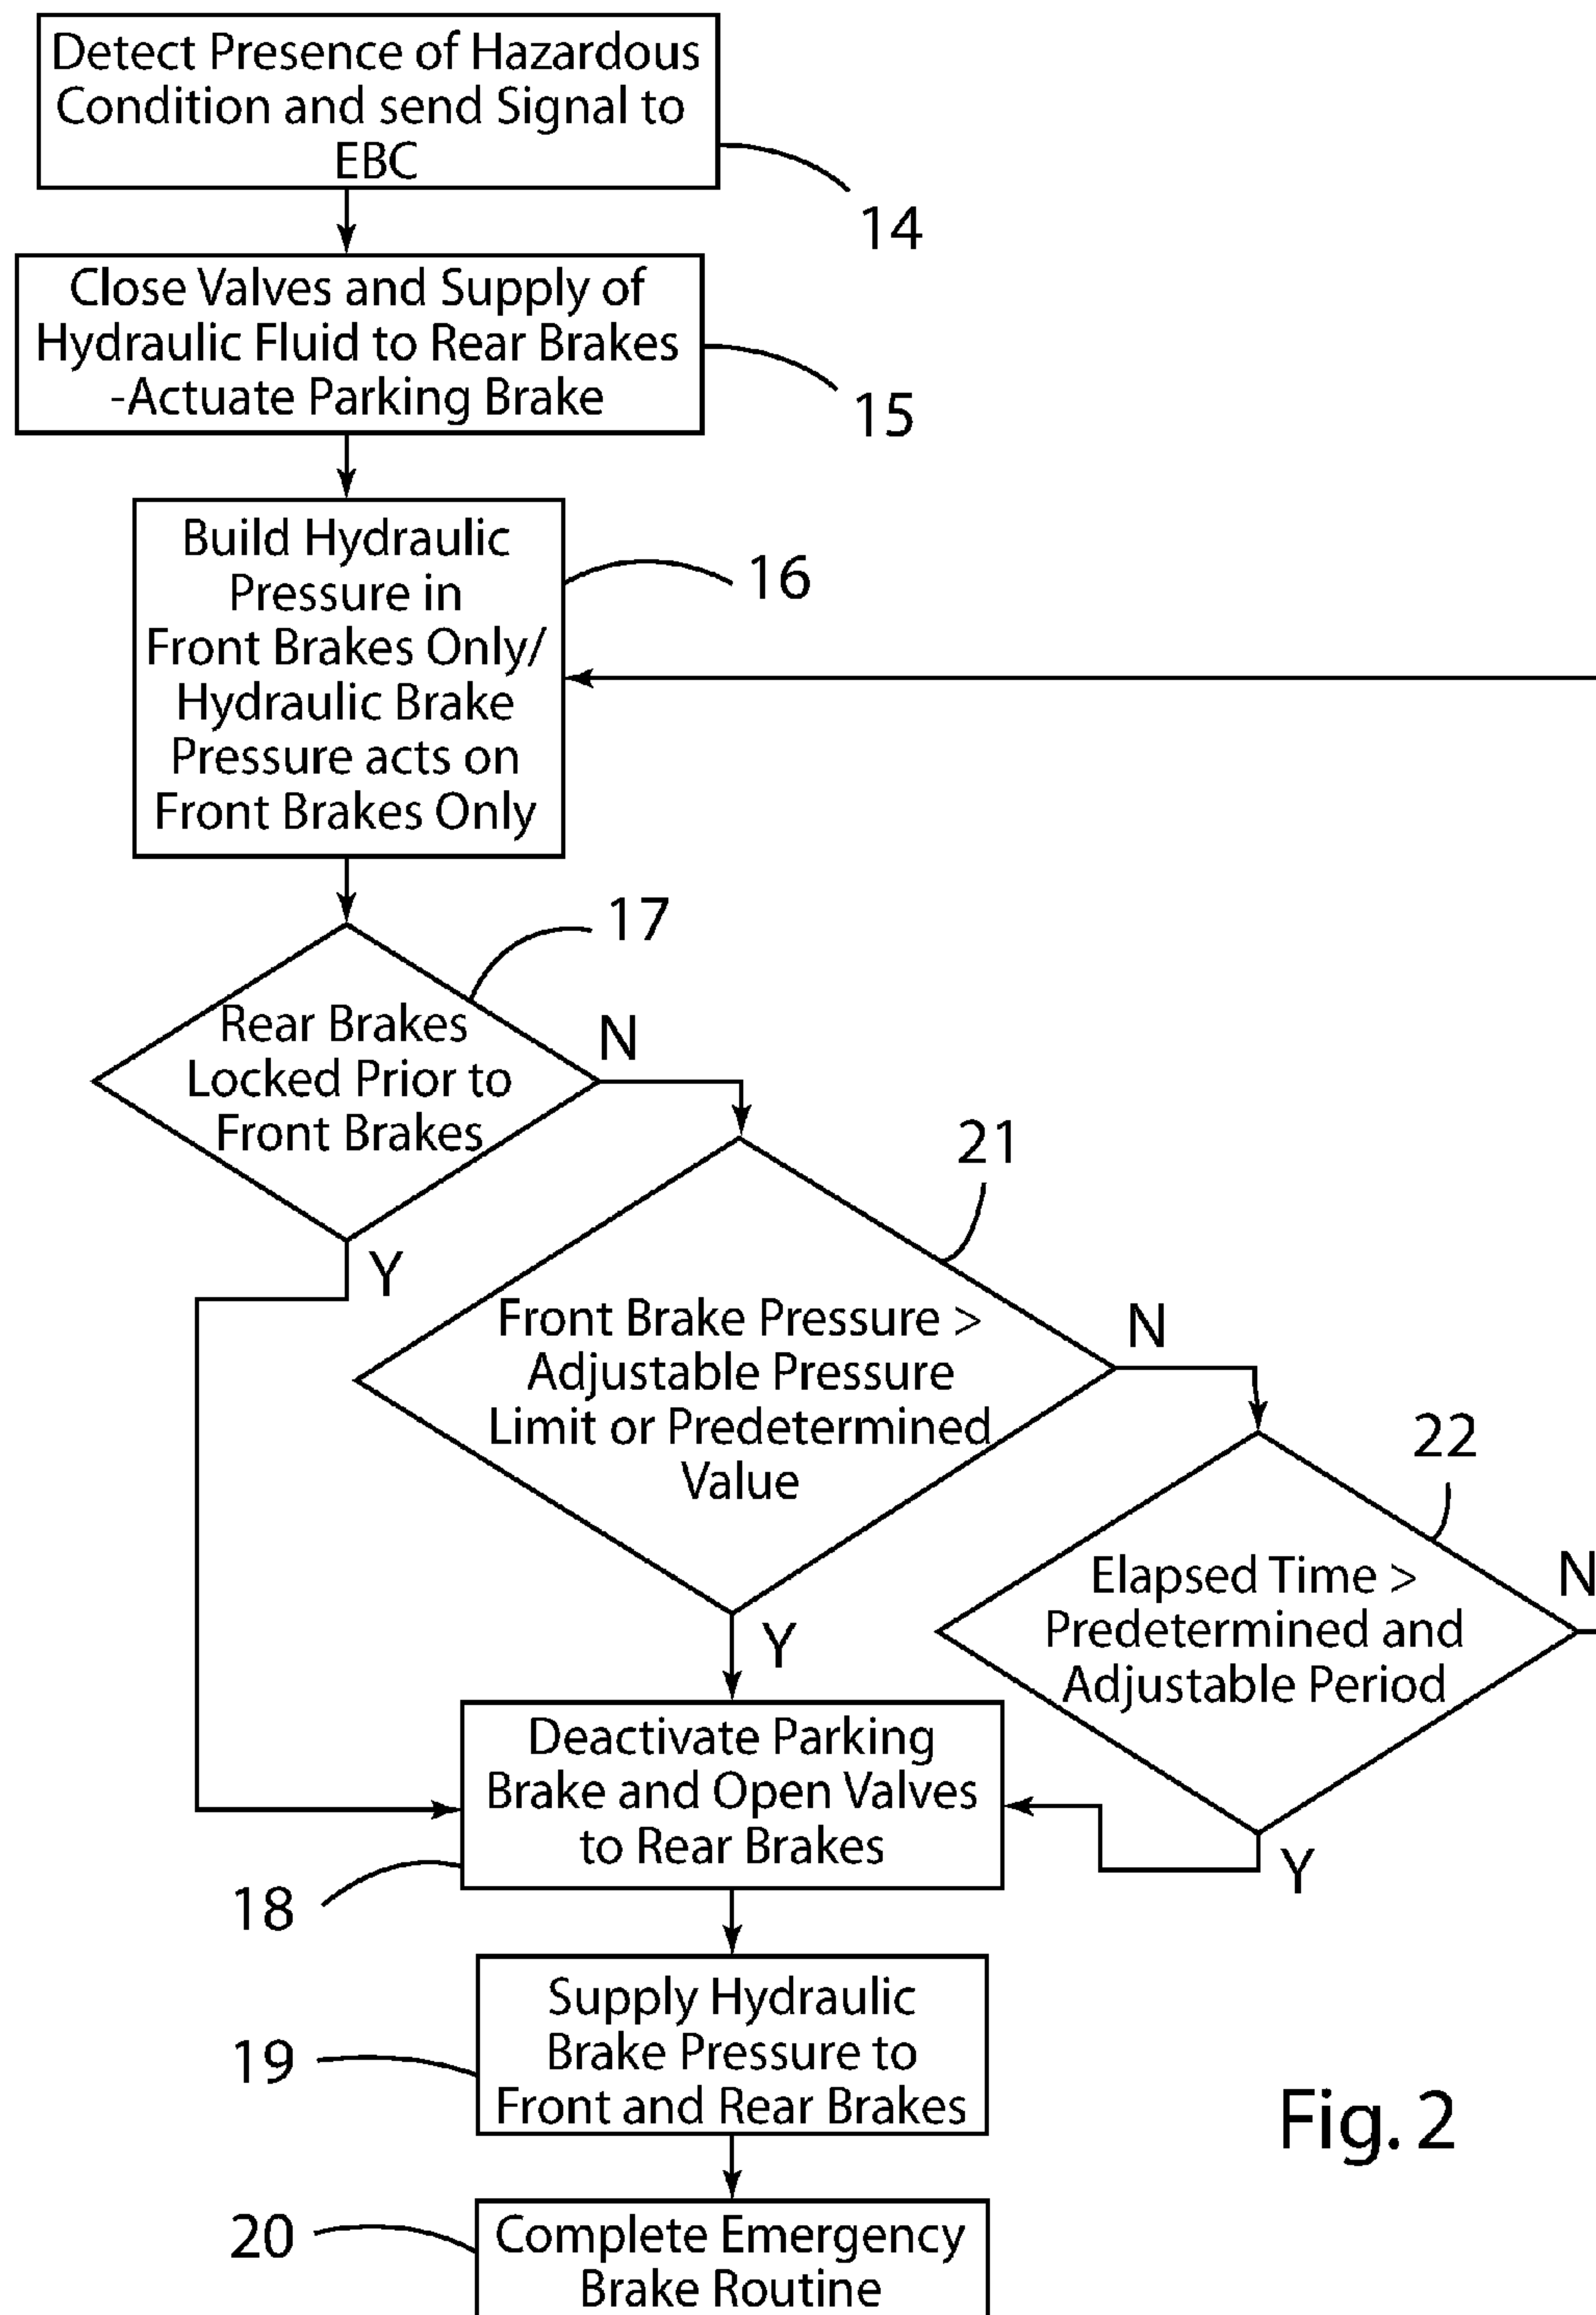 Detect Presence of Hazardous
Condition and send Signal to
EBC
14
Close Valves and Supply of
Hydraulic Fluid to Rear Brakes
-Actuate Parking Brake
15
Build Hydraulic
Pressure in
Front Brakes Only/
Hydraulic Brake
Pressure acts on
Front Brakes Only
16
17
Rear Brakes
Locked Prior to
Front Brakes
N
Y
21
Front Brake Pressure >
Adjustable Pressure
Limit or Predetermined
Value
N
Y
22
Elapsed Time >
Predetermined and
Adjustable Period
N
Y
Deactivate Parking
Brake and Open Valves
to Rear Brakes
18
Supply Hydraulic
Brake Pressure to
Front and Rear Brakes
19
Complete Emergency
Brake Routine
20
Fig. 2